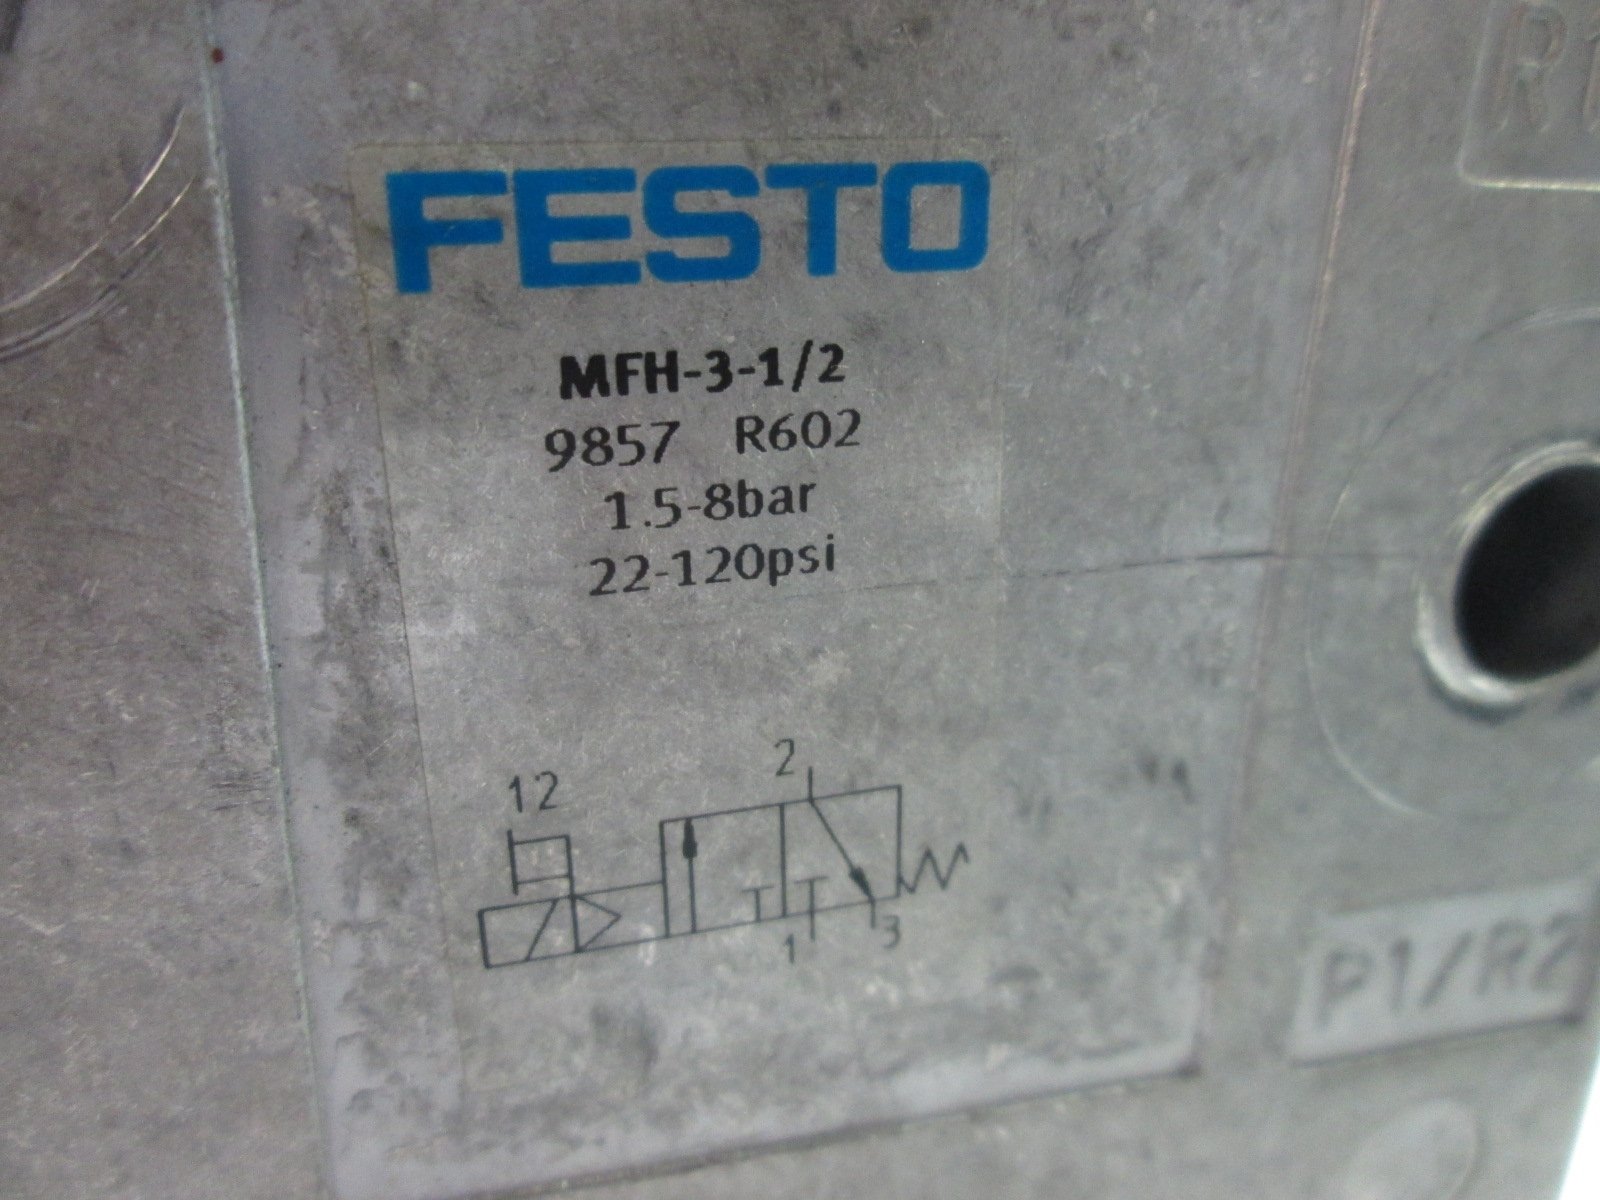 FESTO
MFH-3-1/2
9857 R602
1.5-8bar
22-120psi
12
2
1
3
P1/R2